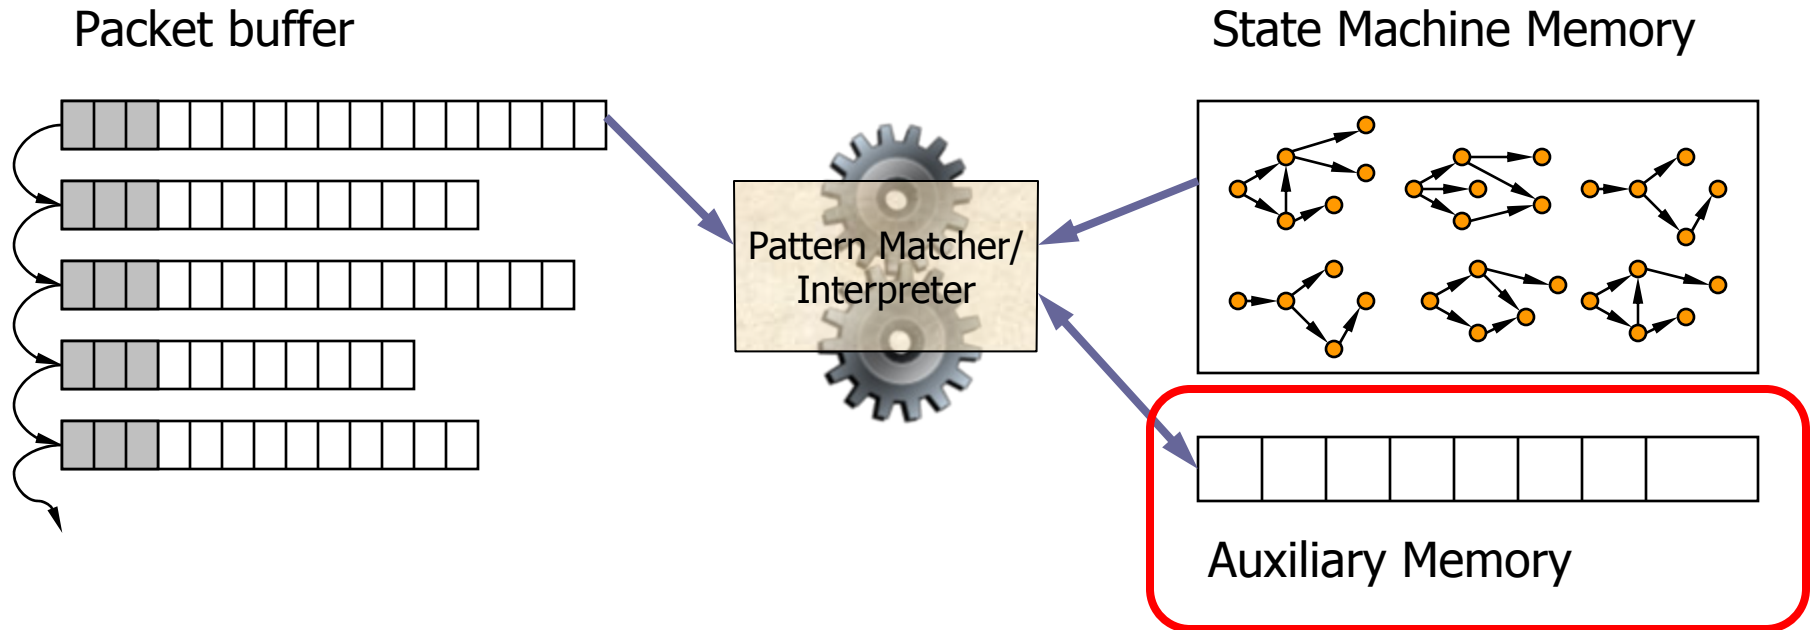 Packet buffer
State Machine Memory
Pattern Matcher/
Interpreter
Auxiliary Memory